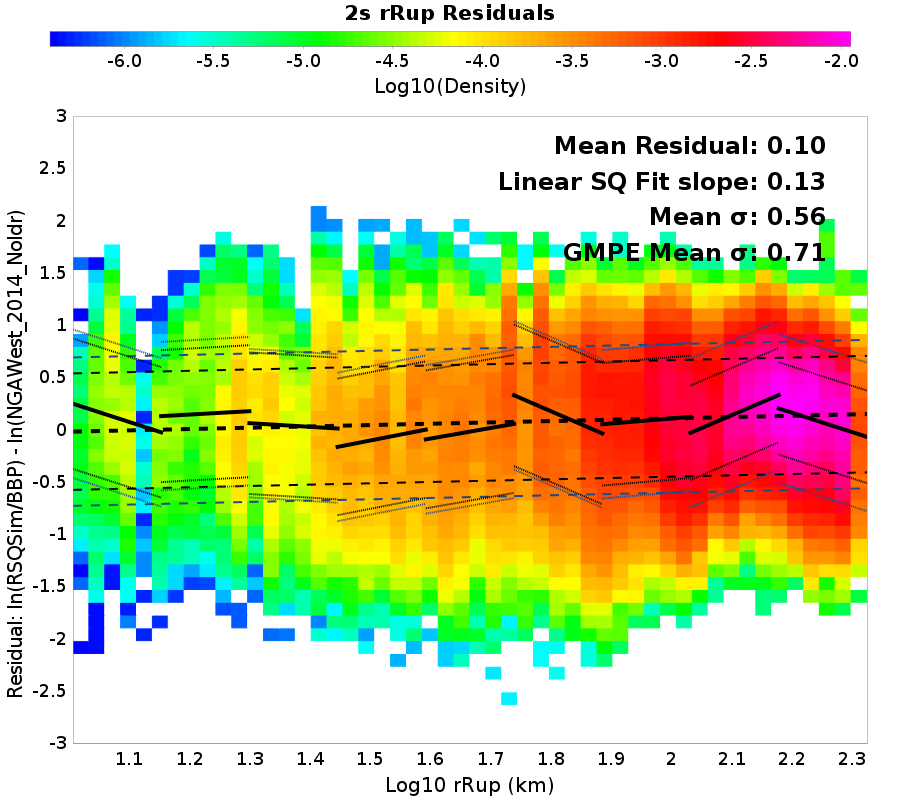 2s rRup Residuals
-6.0 -5.5 -5.0 -4.5 -4.0 -3.5 -3.0 -2.5 -2.0
Log10(Density)
Mean Residual: 0.10
Linear SQ Fit slope: 0.13
Mean σ: 0.56
GMPE Mean σ: 0.71
Residual: ln(RSQSim/BBP) - ln(NGAWest_2014_NoIdr)
3
2.5
2
1.5
1
0.5
0
-0.5
-1
-1.5
-2
-2.5
-3
1.1 1.2 1.3 1.4 1.5 1.6 1.7 1.8 1.9 2 2.1 2.2 2.3
Log10 rRup (km)